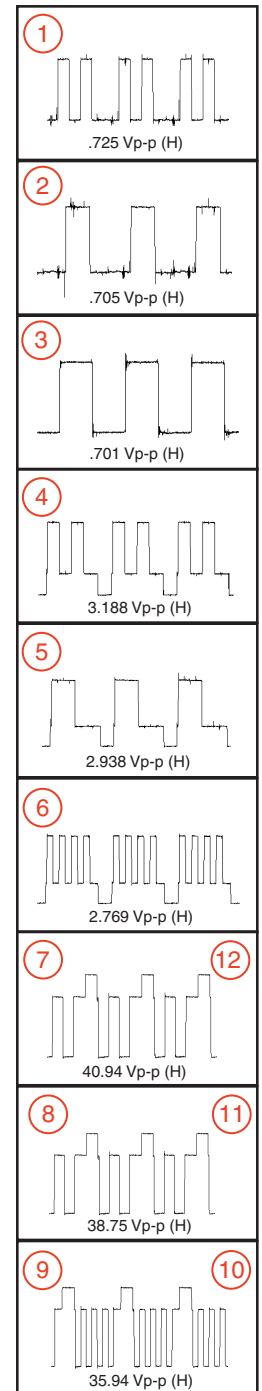 1
.725 Vp-p (H)
2
.705 Vp-p (H)
3
.701 Vp-p (H)
4
3.188 Vp-p (H)
5
2.938 Vp-p (H)
6
2.769 Vp-p (H)
7 12
40.94 Vp-p (H)
8 11
38.75 Vp-p (H)
9 10
35.94 Vp-p (H)